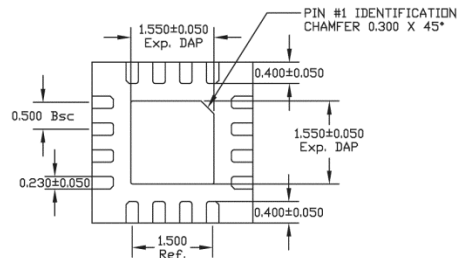 1.550±0.050
Exp. DAP
PIN #1 IDENTIFICATION
CHAMFER 0.300 X 45°
0.400±0.050
0.500 Bsc
1.550±0.050
Exp. DAP
0.230±0.050
0.400±0.050
1.500
Ref.